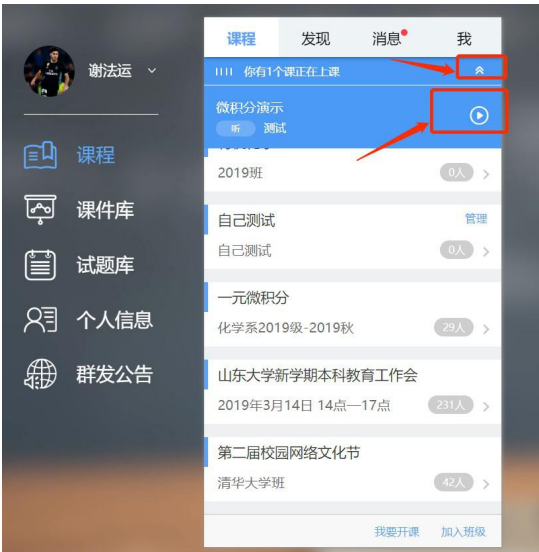 谢法运
课程
课件库
试题库
个人信息
群发公告
课程 发现 消息 我
你有1个课正在上课
微积分演示
听 测试
2019班 0人
自己测试 管理
自己测试 0人
一元微积分
化学系2019级-2019秋 29人
山东大学新学期本科教育工作会
2019年3月14日 14点—17点 231人
第二届校园网络文化节
清华大学班 42人
我要开课 加入班级